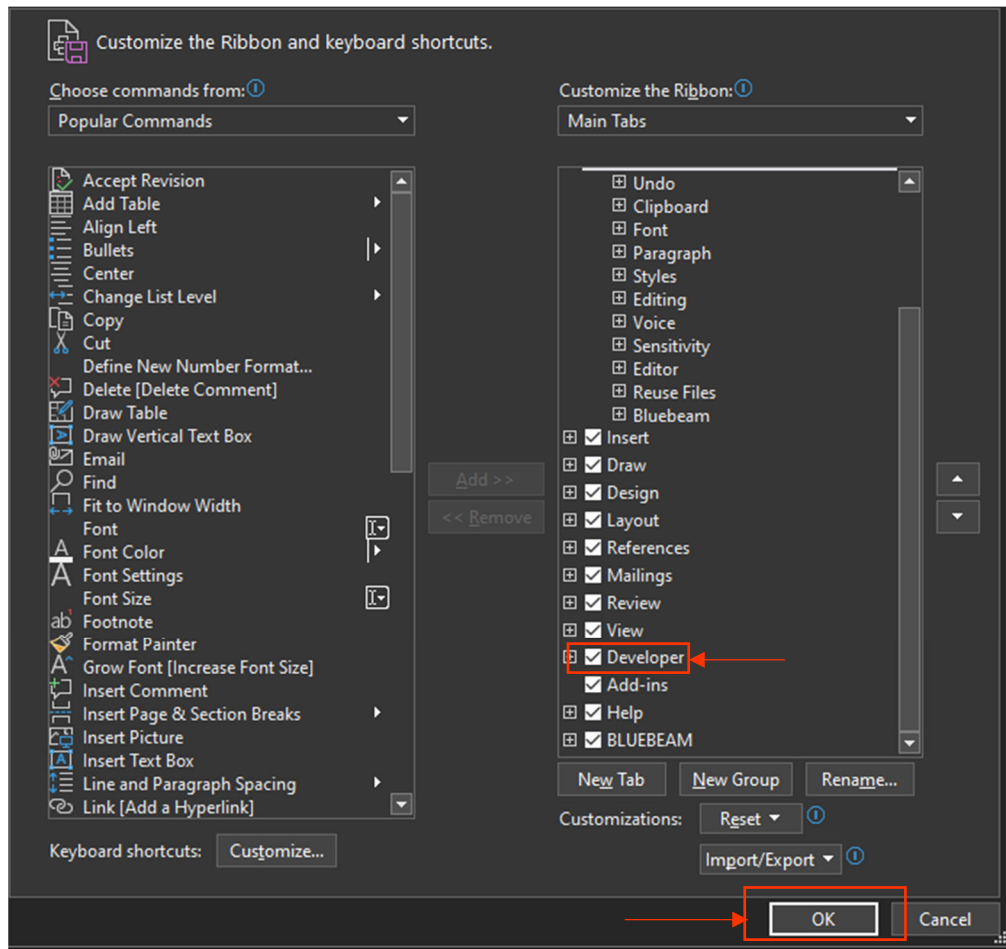 Customize the Ribbon and keyboard shortcuts.
Choose commands from:
Popular Commands
Accept Revision
Add Table
Align Left
Bullets
Center
Change List Level
Copy
Cut
Define New Number Format...
Delete [Delete Comment]
Draw Table
Draw Vertical Text Box
Email
Find
Fit to Window Width
Font
Font Color
Font Settings
Font Size
Footnote
Format Painter
Grow Font [Increase Font Size]
Insert Comment
Insert Page & Section Breaks
Insert Picture
Insert Text Box
Line and Paragraph Spacing
Link [Add a Hyperlink]
Keyboard shortcuts: Customize...
Add >>
<< Remove
Customize the Ribbon:
Main Tabs
Undo
Clipboard
Font
Paragraph
Styles
Editing
Voice
Sensitivity
Editor
Reuse Files
Bluebeam
Insert
Draw
Design
Layout
References
Mailings
Review
View
Developer
Add-ins
Help
BLUEBEAM
New Tab New Group Rename...
Customizations: Reset
Import/Export
OK Cancel